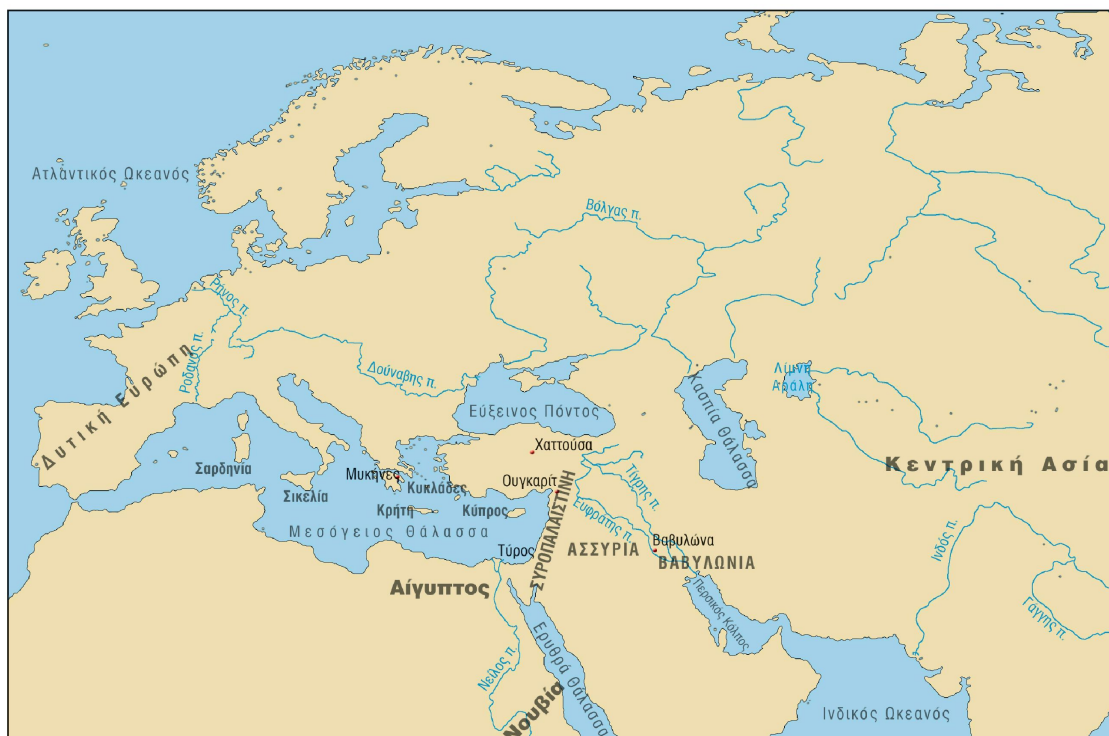 Ατλαντικός Ωκεανός
Βόλγας π.
Ρήνος π.
Ροδανός π.
Δυτική Ευρώπη
Δούναβης π.
Λίμνη
Αράλη
Κασπία Θάλασσα
Εύξεινος Πόντος
Χαττούσα
Σαρδηνία
Μυκήνες
Κυκλάδες
Σικελία
Κρήτη
Κύπρος
Ουγκαρίτ
Τίγρης π.
Ευφράτης π.
Κεντρική Ασία
Μεσόγειος Θάλασσα
Τύρος
ΣΥΡΟΠΑΛΑΙΣΤΙΝΗ
ΑΣΣΥΡΙΑ
Βαβυλώνα
ΒΑΒΥΛΩΝΙΑ
Ινδός π.
Γάγγης π.
Αίγυπτος
Περσικος Κόλπος
Νείλος π.
Ερυθρά Θάλασσα
Νουβία
Ινδικός Ωκεανός